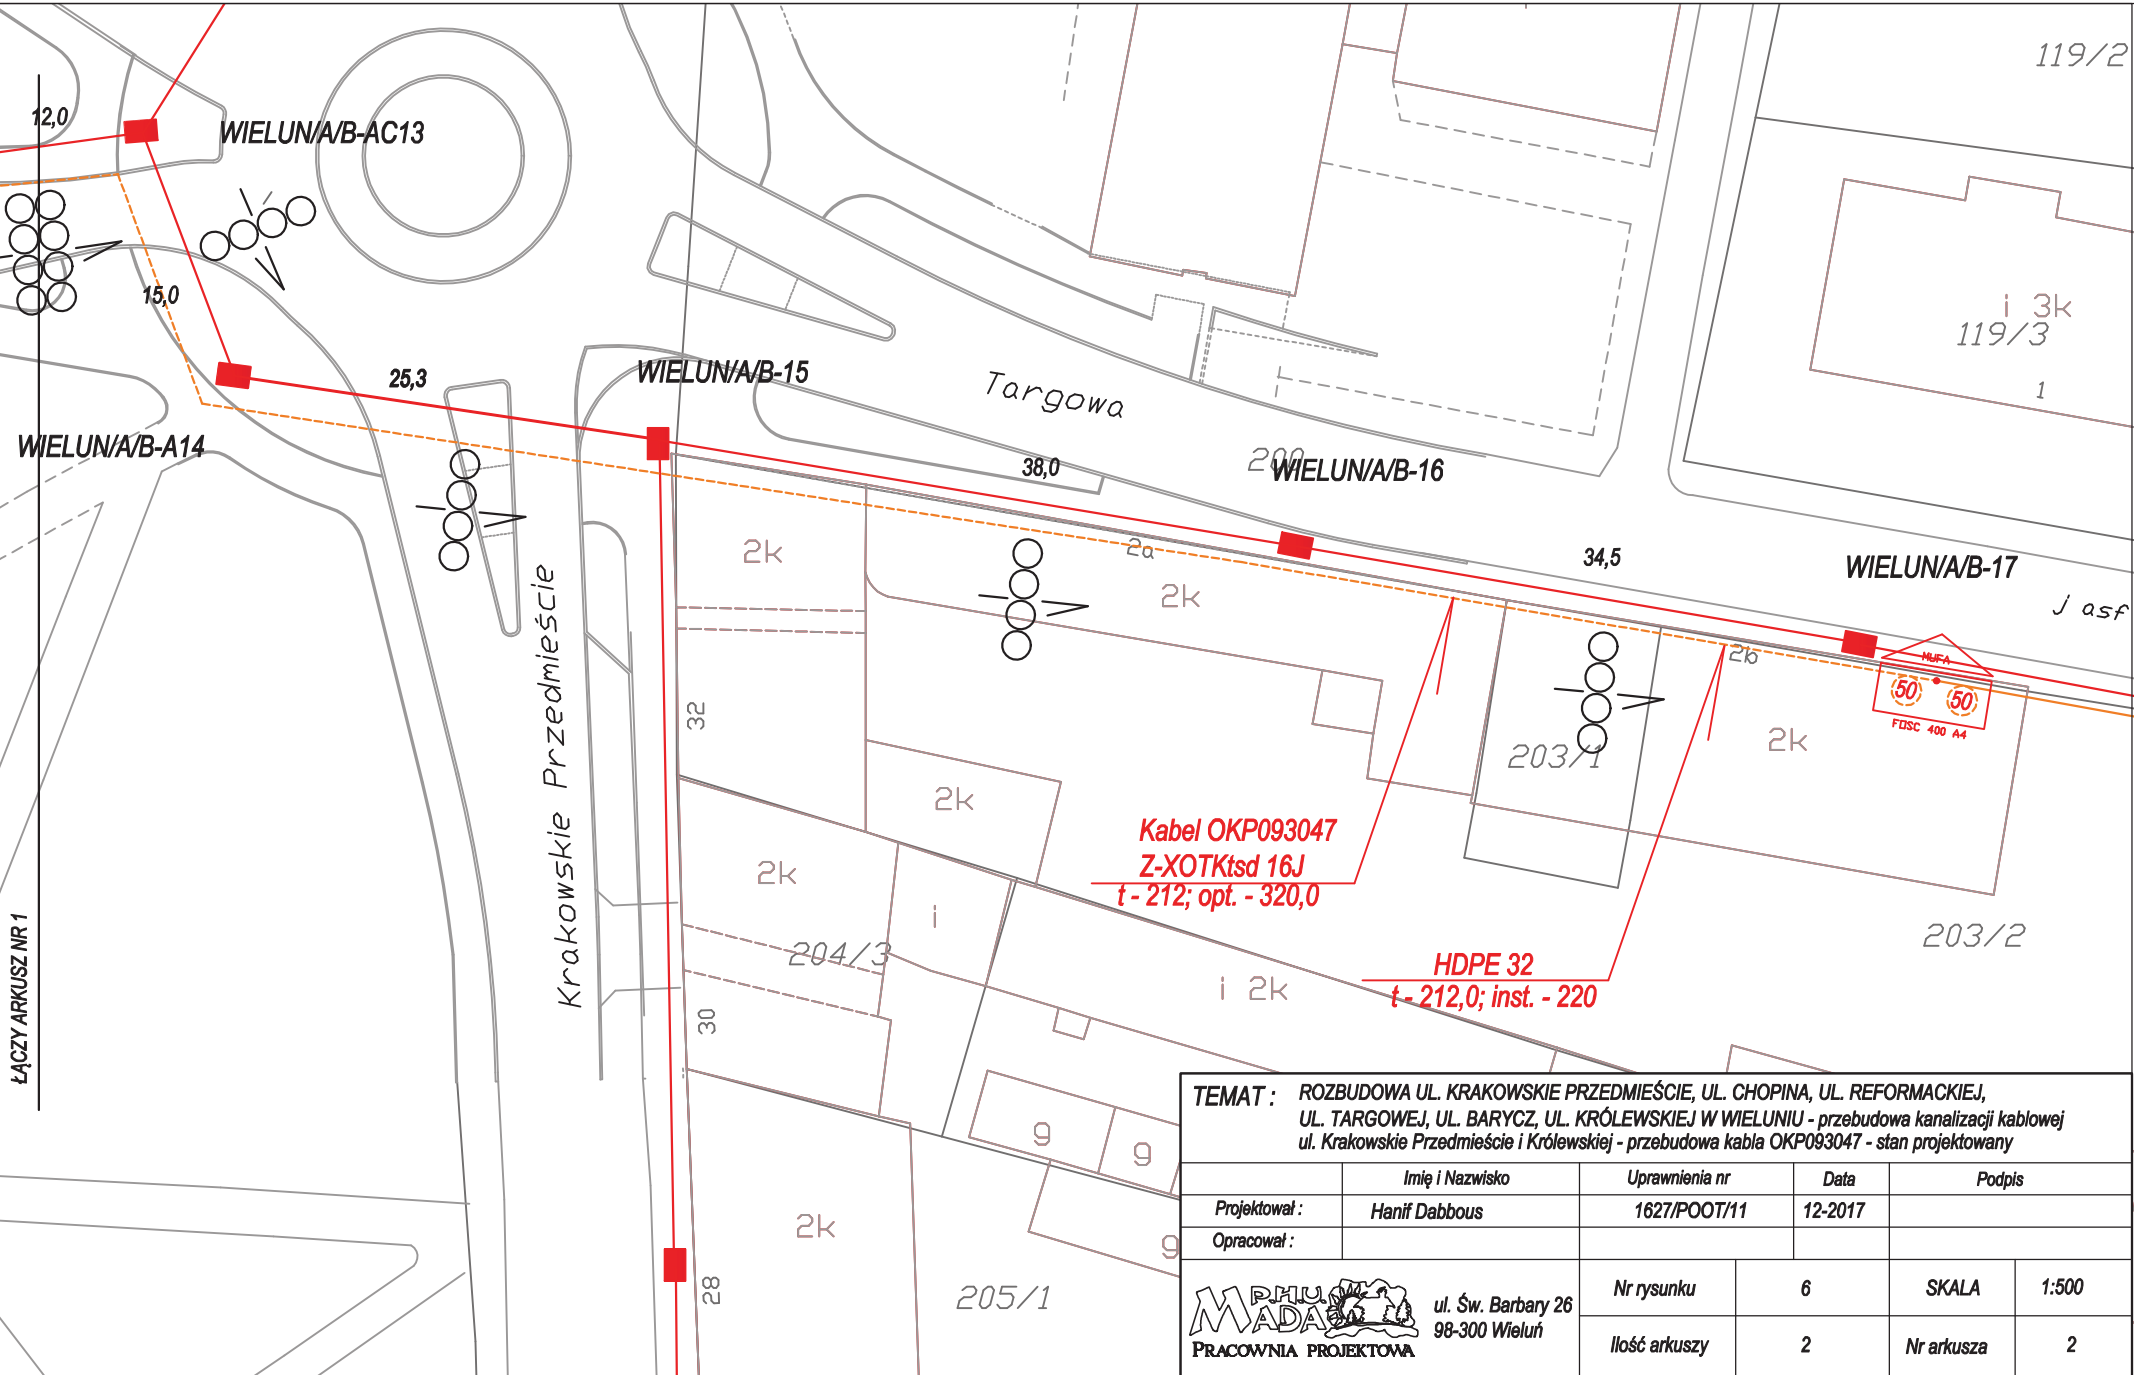 119/2
12,0
WIELUN/A/B-AC13
15,0
i 3k
119/3
1
WIELUN/A/B-15
25,3
Targowa
WIELUN/A/B-A14
38,0
200
WIELUN/A/B-16
34,5
WIELUN/A/B-17
j asf
2k
2a
2k
2b
MUFA
50
50
FOSC 400 A4
Krakowskie Przedmieście
32
203/1
2k
2k
Kabel OKP093047
Z-XOTKtsd 16J
t - 212; opt. - 320,0
2k
i
204/3
203/2
HDPE 32
t - 212,0; inst. - 220
i 2k
30
ŁĄCZY ARKUSZ NR 1
g
g
g
2k
28
205/1
TEMAT : ROZBUDOWA UL. KRAKOWSKIE PRZEDMIEŚCIE, UL. CHOPINA, UL. REFORMACKIEJ,
UL. TARGOWEJ, UL. BARYCZ, UL. KRÓLEWSKIEJ W WIELUNIU - przebudowa kanalizacji kablowej
ul. Krakowskie Przedmieście i Królewskiej - przebudowa kabla OKP093047 - stan projektowany
Imię i Nazwisko Uprawnienia nr Data Podpis
Projektował : Hanif Dabbous 1627/POOT/11 12-2017
Opracował :
P.H.U.
MADA
PRACOWNIA PROJEKTOWA
ul. Św. Barbary 26
98-300 Wieluń
Nr rysunku 6 SKALA 1:500
Ilość arkuszy 2 Nr arkusza 2